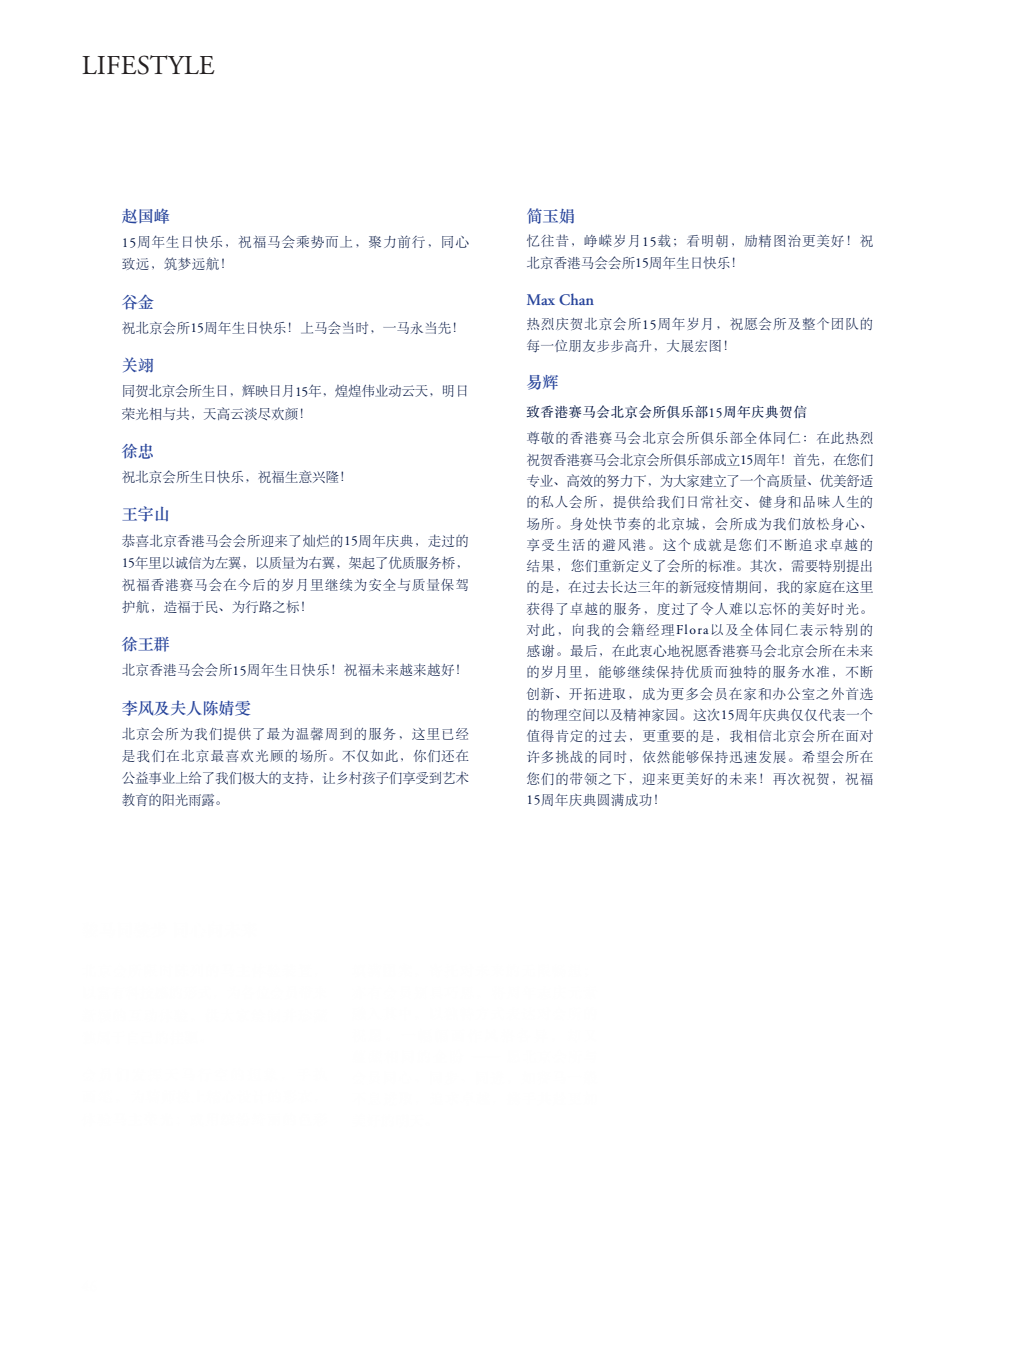 LIFESTYLE
赵国峰
15周年生日快乐，祝福马会乘势而上，聚力前行，同心
致远，筑梦远航！
谷金
祝北京会所15周年生日快乐！上马会当时，一马永当先！
关翊
同贺北京会所生日，辉映日月15年，煌煌伟业动云天，明日
荣光相与共，天高云淡尽欢颜！
徐忠
祝北京会所生日快乐，祝福生意兴隆！
王宇山
恭喜北京香港马会会所迎来了灿烂的15周年庆典，走过的
15年里以诚信为左翼，以质量为右翼，架起了优质服务桥，
祝福香港赛马会在今后的岁月里继续为安全与质量保驾
护航，造福于民、为行路之标！
徐王群
北京香港马会会所15周年生日快乐！祝福未来越来越好！
李风及夫人陈婧雯
北京会所为我们提供了最为温馨周到的服务，这里已经
是我们在北京最喜欢光顾的场所。不仅如此，你们还在
公益事业上给了我们极大的支持，让乡村孩子们享受到艺术
教育的阳光雨露。
简玉娟
忆往昔，峥嵘岁月15载；看明朝，励精图治更美好！祝
北京香港马会会所15周年生日快乐！
Max Chan
热烈庆贺北京会所15周年岁月，祝愿会所及整个团队的
每一位朋友步步高升，大展宏图！
易辉
致香港赛马会北京会所俱乐部15周年庆典贺信
尊敬的香港赛马会北京会所俱乐部全体同仁：在此热烈
祝贺香港赛马会北京会所俱乐部成立15周年！首先，在您们
专业、高效的努力下，为大家建立了一个高质量、优美舒适
的私人会所，提供给我们日常社交、健身和品味人生的
场所。身处快节奏的北京城，会所成为我们放松身心、
享受生活的避风港。这个成就是您们不断追求卓越的
结果，您们重新定义了会所的标准。其次，需要特别提出
的是，在过去长达三年的新冠疫情期间，我的家庭在这里
获得了卓越的服务，度过了令人难以忘怀的美好时光。
对此，向我的会籍经理Flora以及全体同仁表示特别的
感谢。最后，在此衷心地祝愿香港赛马会北京会所在未来
的岁月里，能够继续保持优质而独特的服务水准，不断
创新、开拓进取，成为更多会员在家和办公室之外首选
的物理空间以及精神家园。这次15周年庆典仅仅代表一个
值得肯定的过去，更重要的是，我相信北京会所在面对
许多挑战的同时，依然能够保持迅速发展。希望会所在
您们的带领之下，迎来更美好的未来！再次祝贺，祝福
15周年庆典圆满成功！